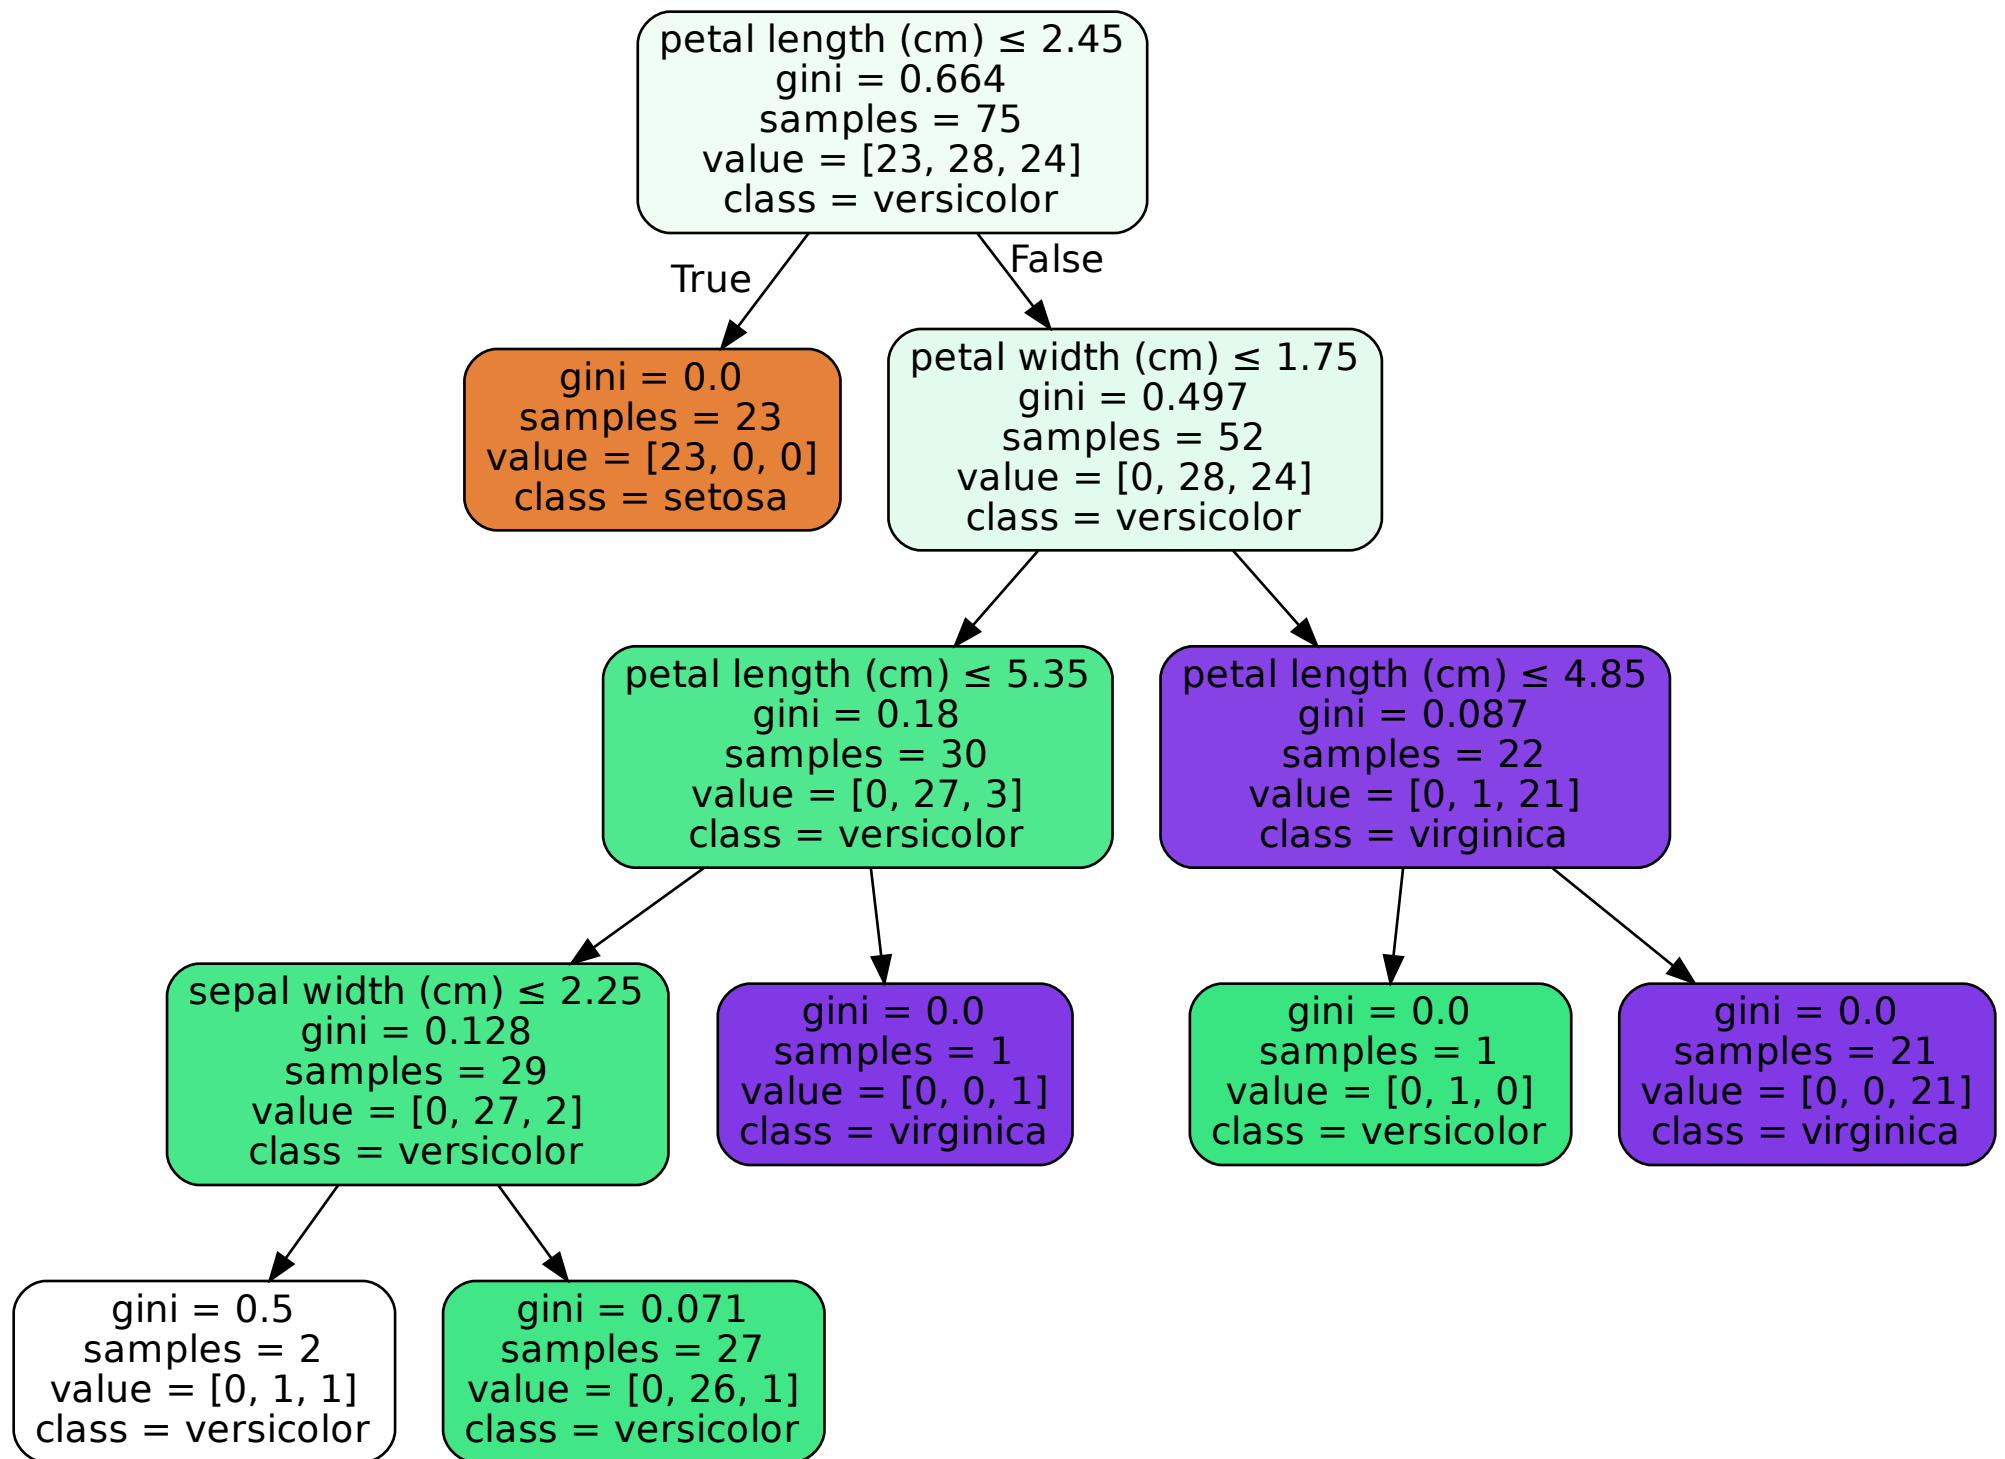 petal length (cm) ≤ 2.45
gini = 0.664
samples = 75
value = [23, 28, 24]
class = versicolor
True
False
gini = 0.0
samples = 23
value = [23, 0, 0]
class = setosa
petal width (cm) ≤ 1.75
gini = 0.497
samples = 52
value = [0, 28, 24]
class = versicolor
petal length (cm) ≤ 5.35
gini = 0.18
samples = 30
value = [0, 27, 3]
class = versicolor
petal length (cm) ≤ 4.85
gini = 0.087
samples = 22
value = [0, 1, 21]
class = virginica
sepal width (cm) ≤ 2.25
gini = 0.128
samples = 29
value = [0, 27, 2]
class = versicolor
gini = 0.0
samples = 1
value = [0, 0, 1]
class = virginica
gini = 0.0
samples = 1
value = [0, 1, 0]
class = versicolor
gini = 0.0
samples = 21
value = [0, 0, 21]
class = virginica
gini = 0.5
samples = 2
value = [0, 1, 1]
class = versicolor
gini = 0.071
samples = 27
value = [0, 26, 1]
class = versicolor